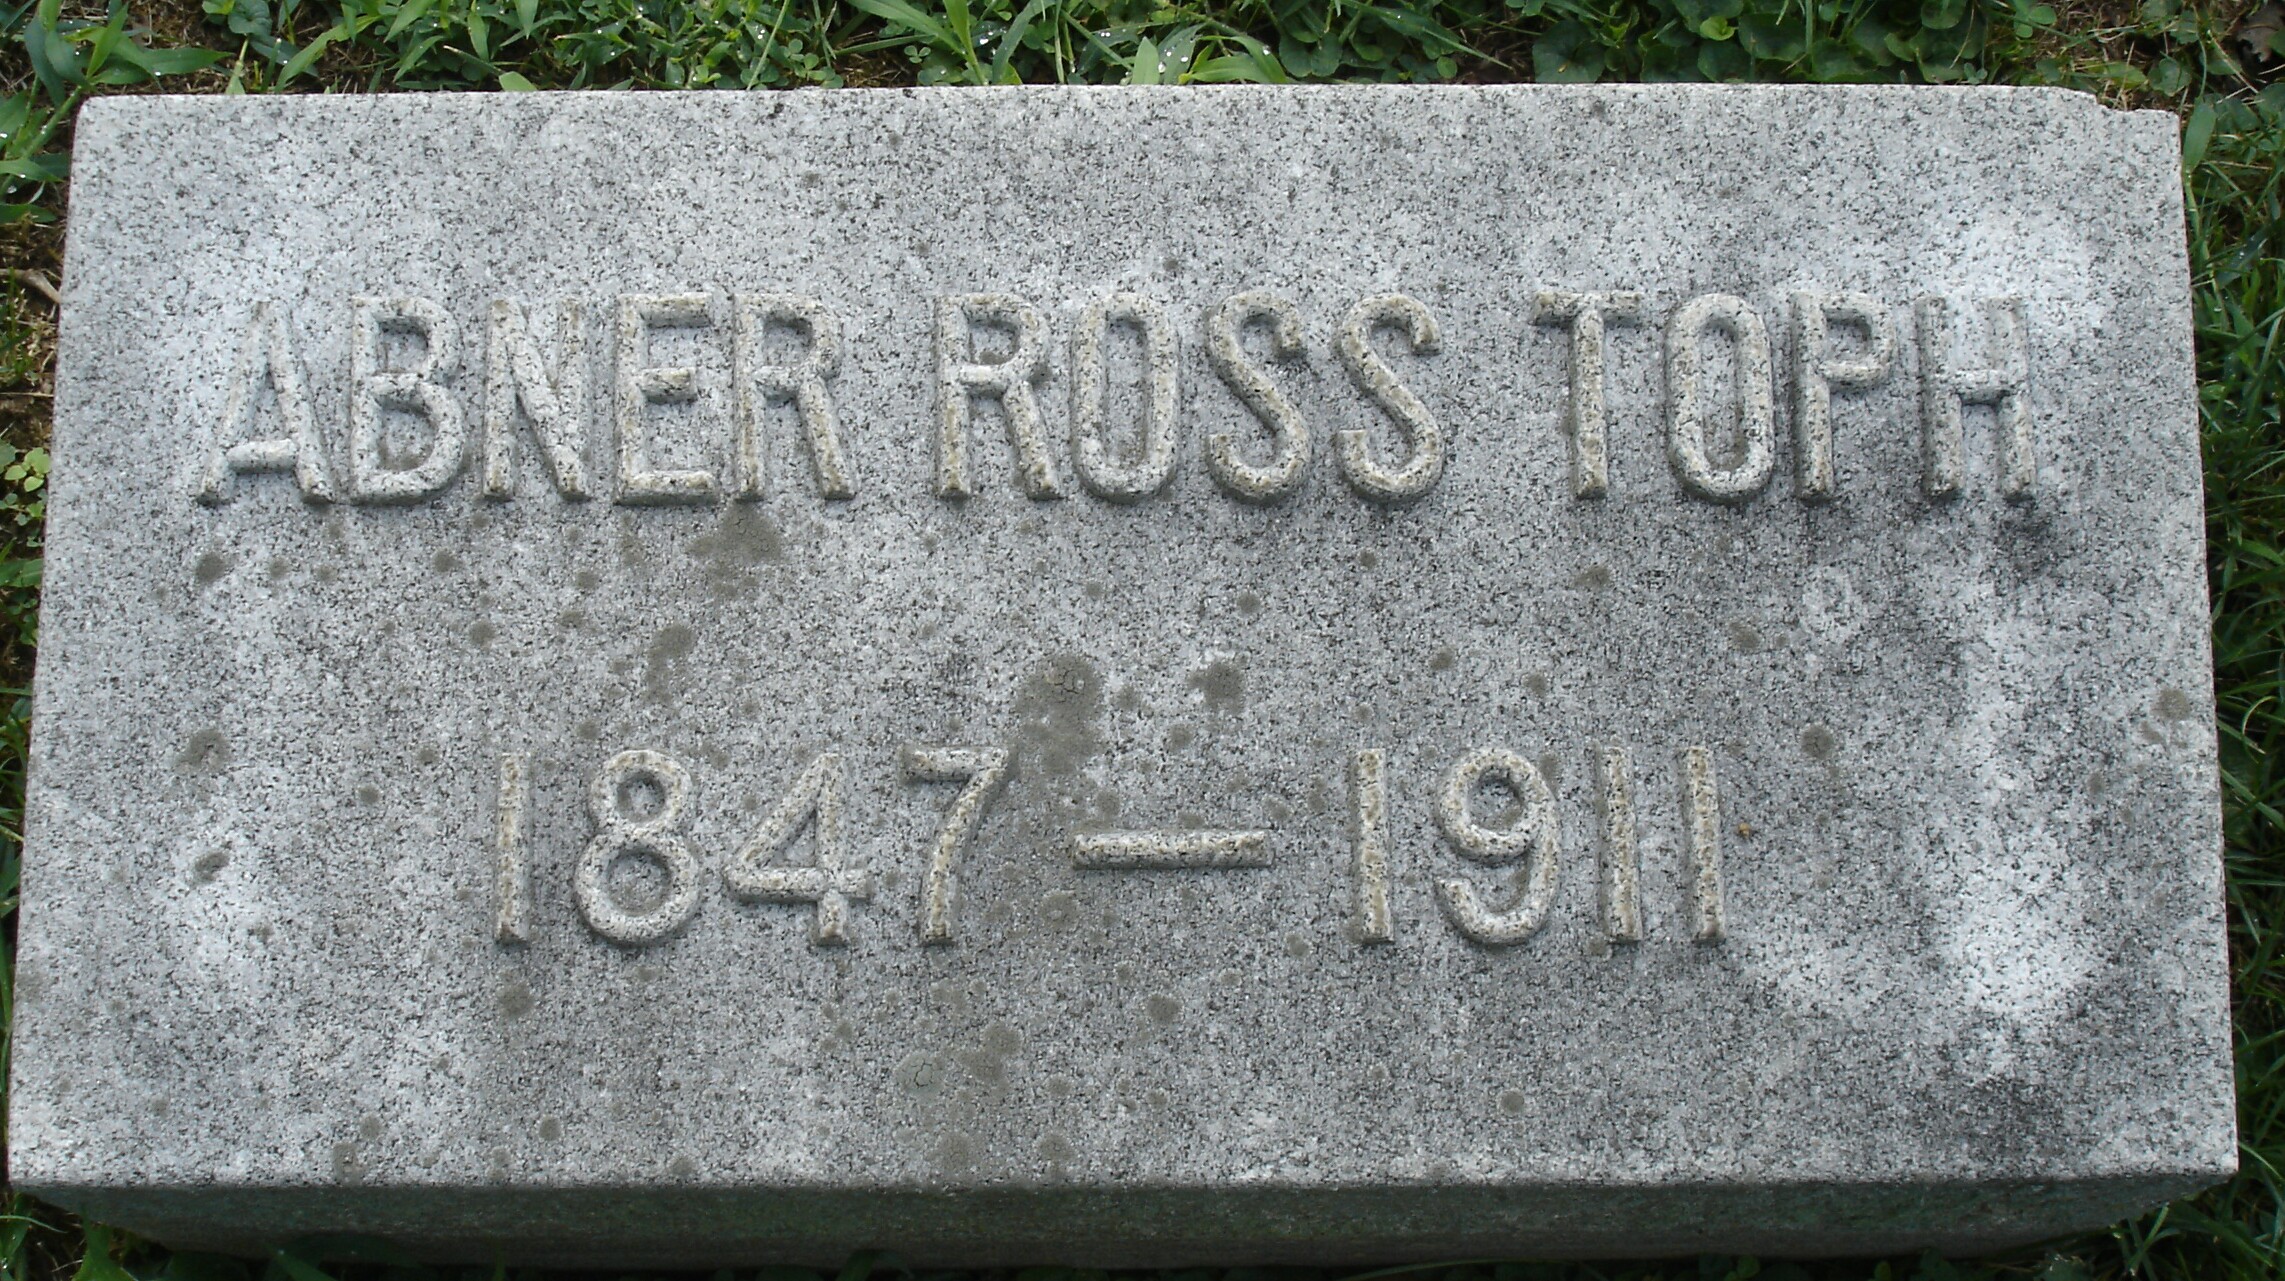 ABNER ROSS TOPH
1847 — 1911